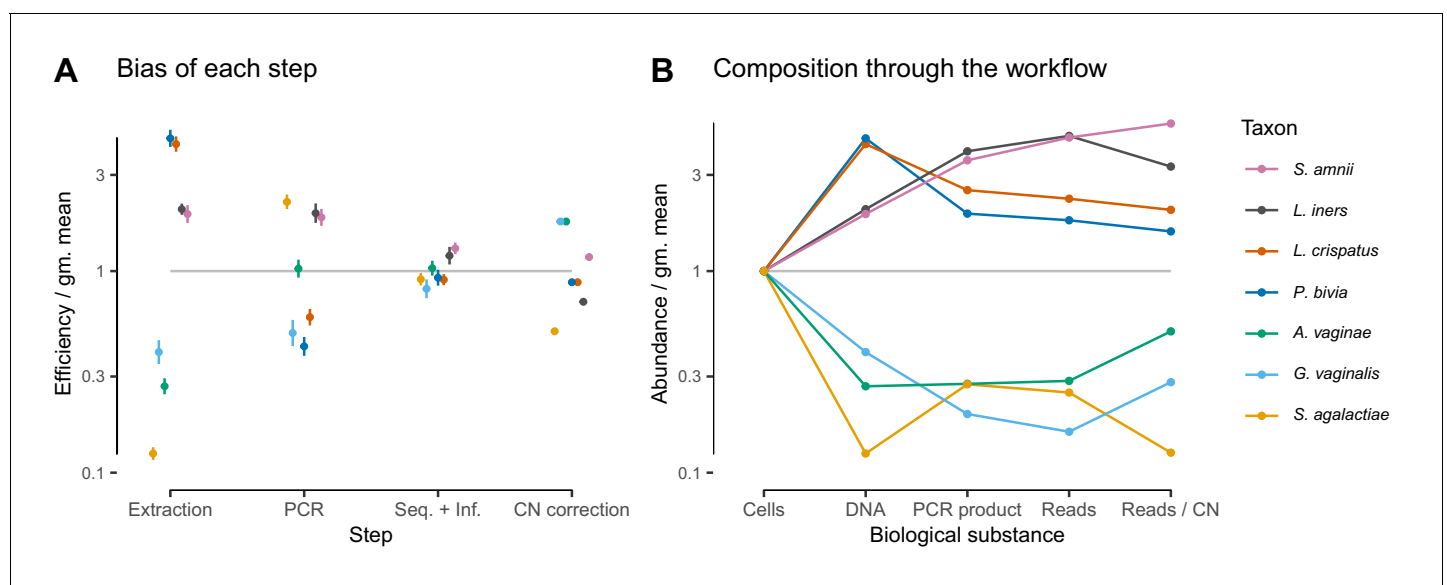 A Bias of each step
Efficiency / gm. mean
3
1
0.3
0.1
Extraction PCR Seq. + Inf. CN correction
Step
B Composition through the workflow
Abundance / gm. mean
3
1
0.3
0.1
Cells DNA PCR product Reads Reads / CN
Biological substance
Taxon
S. amnii
L. iners
L. crispatus
P. bivia
A. vaginae
G. vaginalis
S. agalactiae